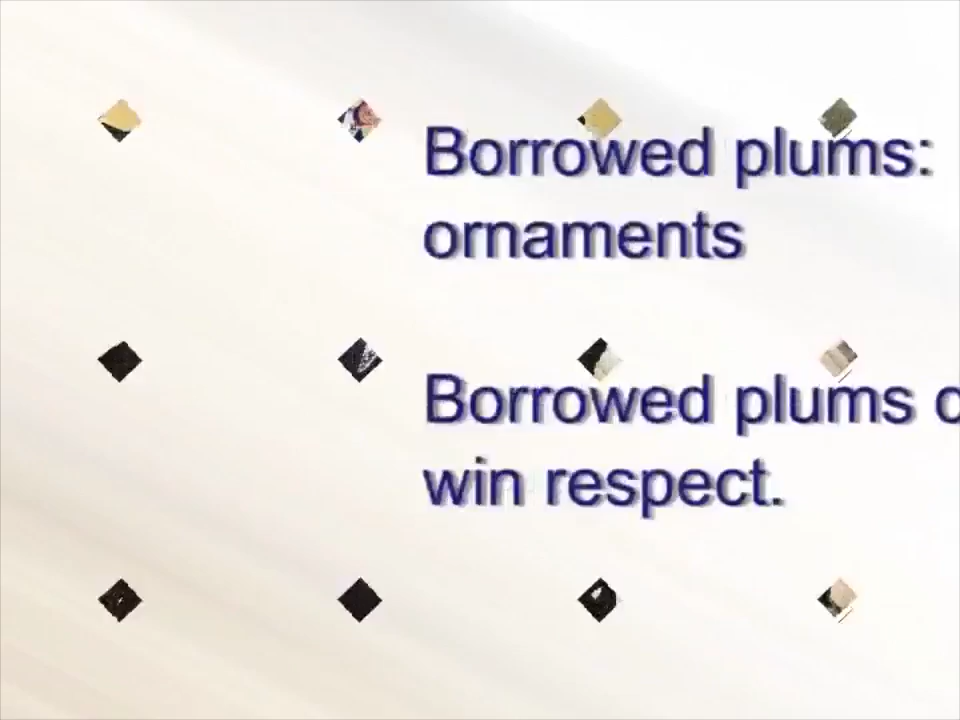 Borrowed plums:
ornaments
Borrowed plums
win respect.